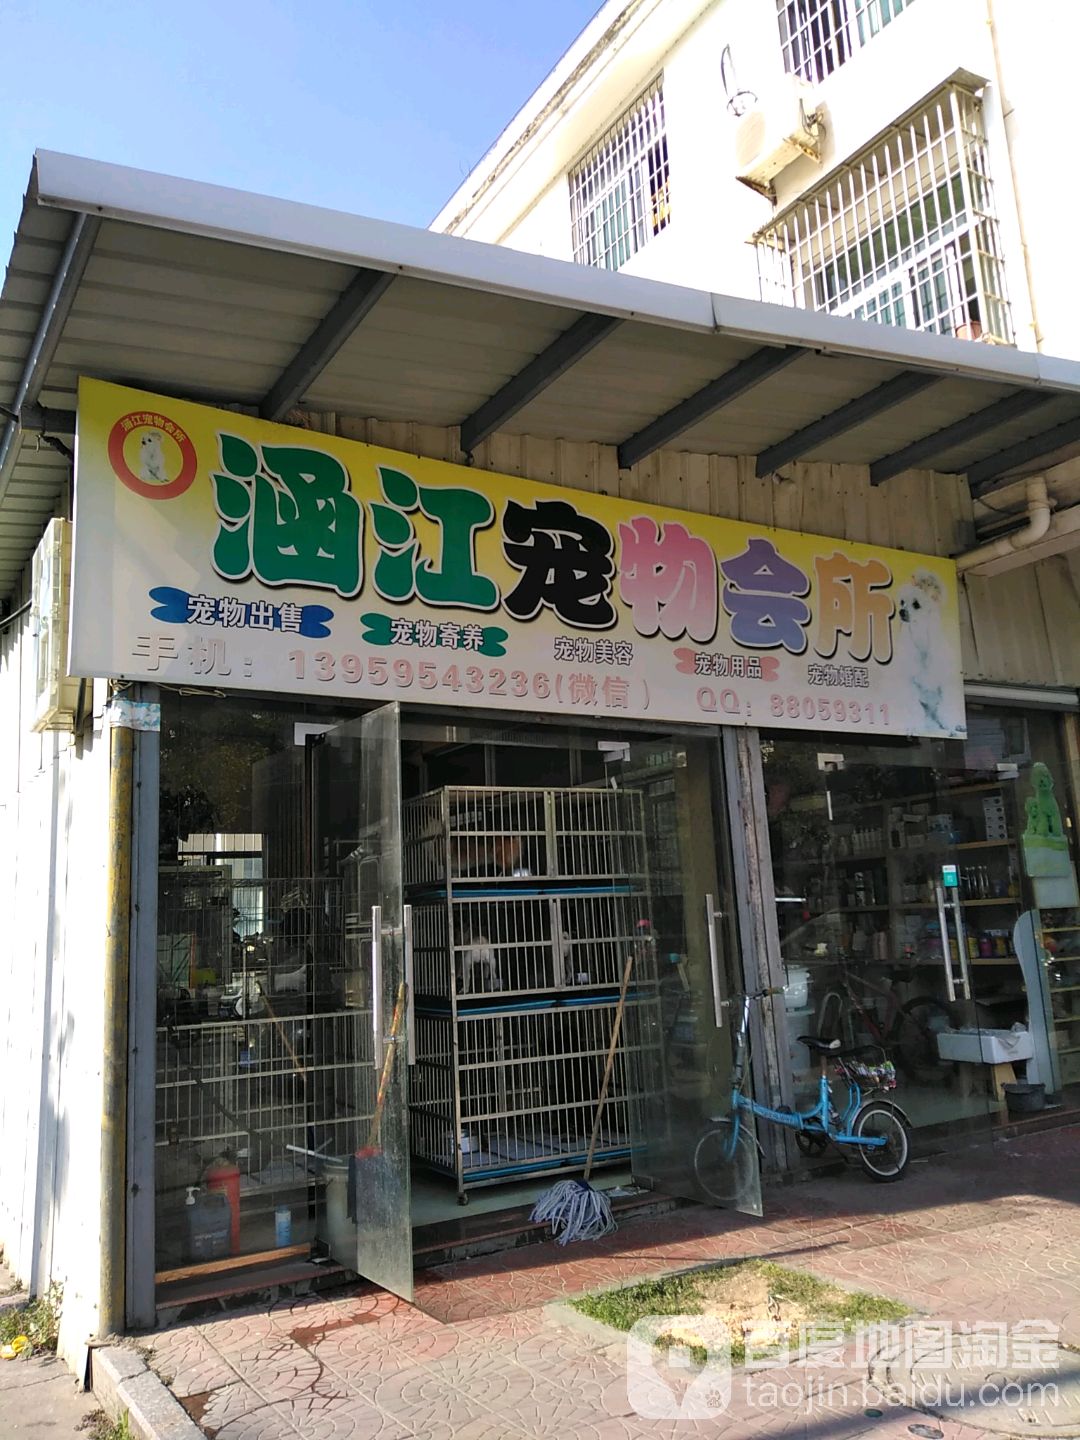 涵江宠物会所
涵江宠物会所
宠物出售 宠物寄养 宠物美容 宠物用品 宠物婚配
手机：13959543236(微信) QQ：88059311
百度地图淘金
taojin.baidu.com